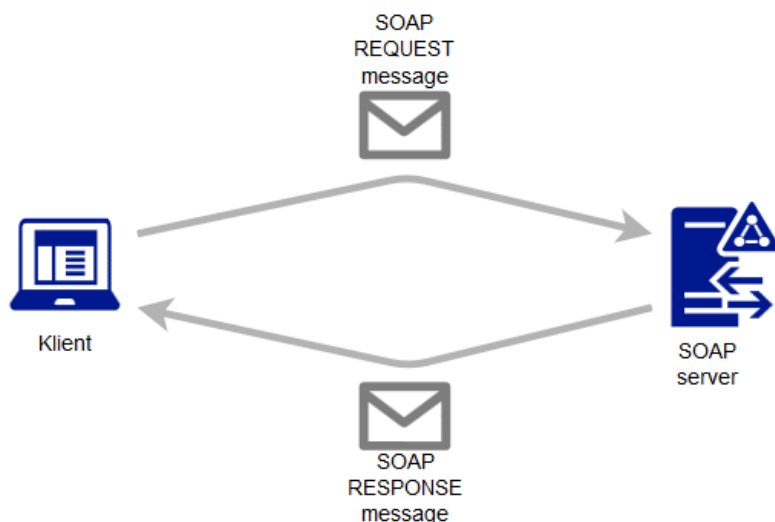 SOAP
REQUEST
message
Klient
SOAP
server
SOAP
RESPONSE
message